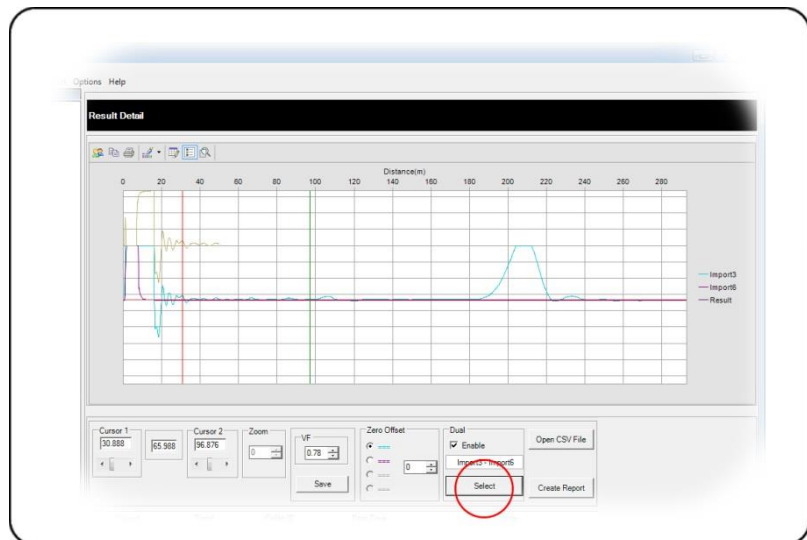 Options Help
Result Detail
Distance(m)
0 20 40 60 80 100 120 140 160 180 200 220 240 260 280
Import3
Import6
Result
Cursor 1
30.888
65.988
Cursor 2
96.876
Zoom
0
VF
0.78
Save
Zero Offset
0
Dual
Enable
Import3 - Import6
Select
Open CSV File
Create Report